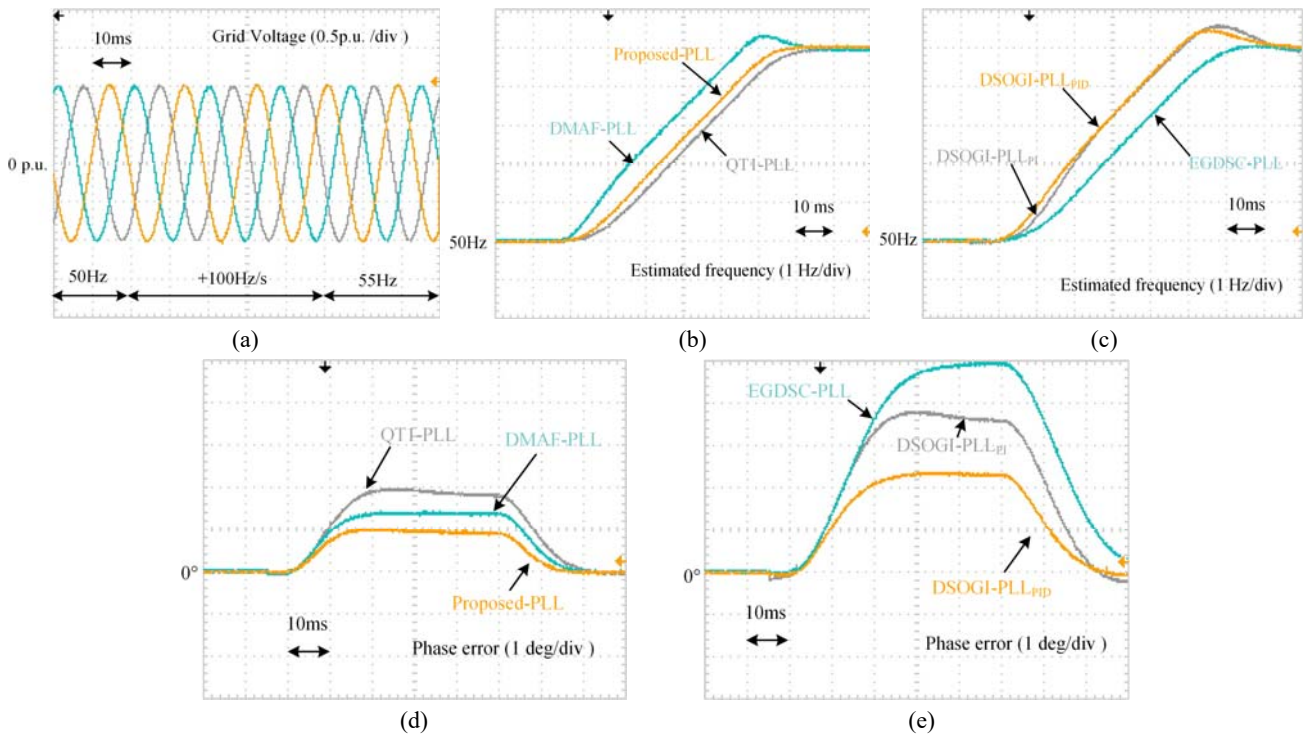 10ms
Grid Voltage (0.5p.u. /div )
0 p.u.
50Hz
+100Hz/s
55Hz
(a)
Proposed-PLL
DMAF-PLL
QT1-PLL
10 ms
50Hz
Estimated frequency (1 Hz/div)
(b)
DSOGI-PLLPID
DSOGI-PLLPI
EGDSC-PLL
10ms
50Hz
Estimated frequency (1 Hz/div)
(c)
QT1-PLL
DMAF-PLL
0°
Proposed-PLL
10ms
Phase error (1 deg/div )
(d)
EGDSC-PLL
DSOGI-PLLPI
0°
DSOGI-PLLPID
10ms
Phase error (1 deg/div )
(e)